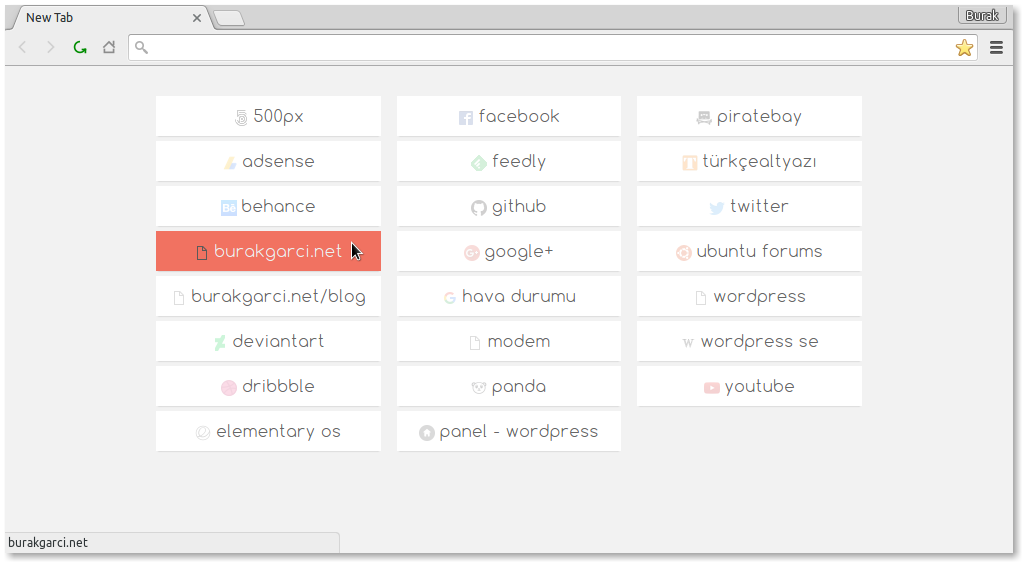 New Tab
Burak
500px
facebook
piratebay
adsense
feedly
türkçealtyazı
behance
github
twitter
burakgarci.net
google+
ubuntu forums
burakgarci.net/blog
hava durumu
wordpress
deviantart
modem
wordpress se
dribbble
panda
youtube
elementary os
panel - wordpress
burakgarci.net